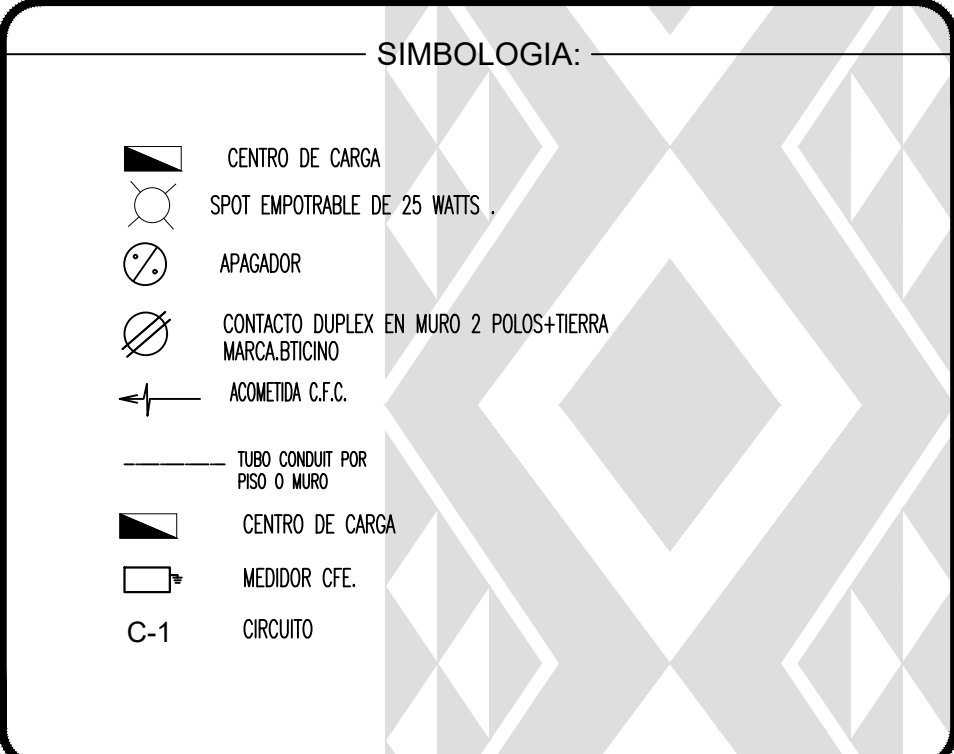 SIMBOLOGIA:
CENTRO DE CARGA
SPOT EMPOTRABLE DE 25 WATTS .
APAGADOR
CONTACTO DUPLEX EN MURO 2 POLOS+TIERRA
MARCA.BTICINO
ACOMETIDA C.F.C.
TUBO CONDUIT POR
PISO O MURO
CENTRO DE CARGA
MEDIDOR CFE.
C-1 CIRCUITO